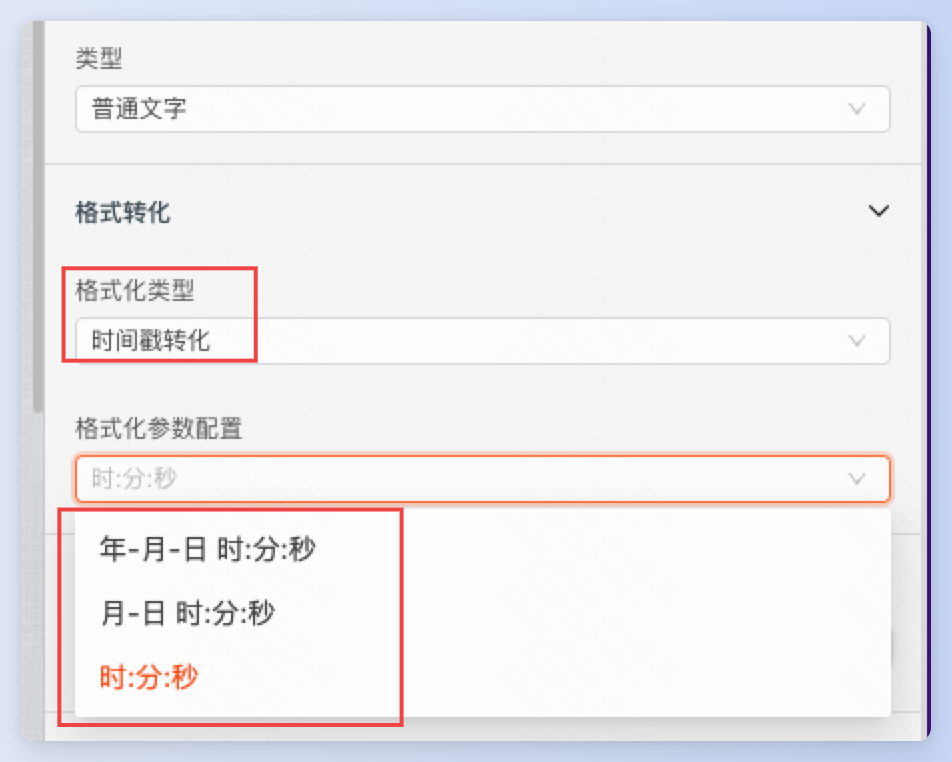 类型
普通文字
格式转化
格式化类型
时间戳转化
格式化参数配置
时:分:秒
年-月-日 时:分:秒
月-日 时:分:秒
时:分:秒